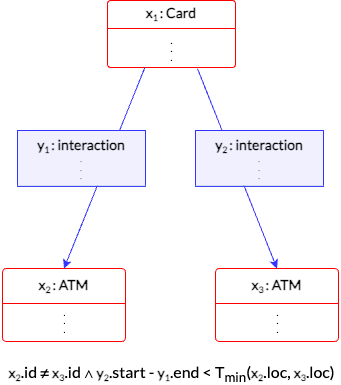 x₁: Card
y₁: interaction
y₂: interaction
x₂: ATM
x₃: ATM
x₂.id ≠ x₃.id ∧ y₂.start - y₁.end < Tmin(x₂.loc, x₃.loc)